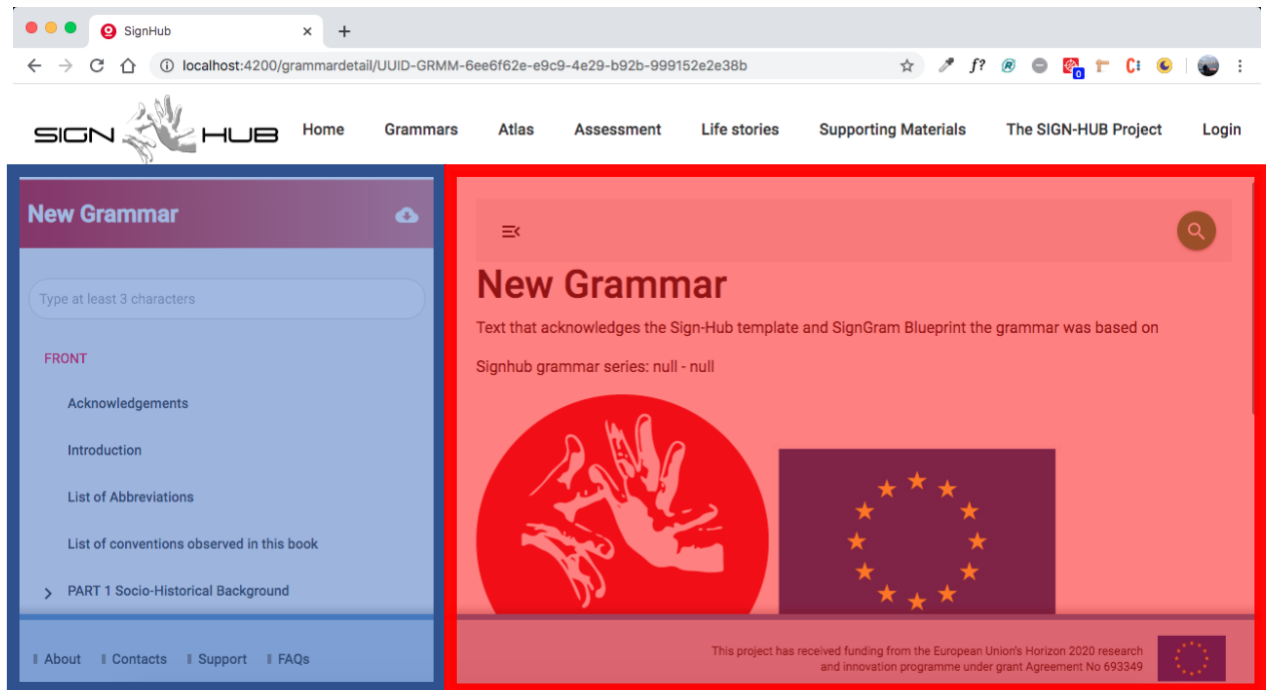 SignHub
localhost:4200/grammardetail/UUID-GRMM-6ee6f62e-e9c9-4e29-b92b-999152e2e38b
f?
0
SIGN HUB
Home Grammars Atlas Assessment Life stories Supporting Materials The SIGN-HUB Project Login
New Grammar
Type at least 3 characters
FRONT
Acknowledgements
Introduction
List of Abbreviations
List of conventions observed in this book
PART 1 Socio-Historical Background
About Contacts Support FAQs
New Grammar
Text that acknowledges the Sign-Hub template and SignGram Blueprint the grammar was based on
Signhub grammar series: null - null
This project has received funding from the European Union's Horizon 2020 research
and innovation programme under grant Agreement No 693349